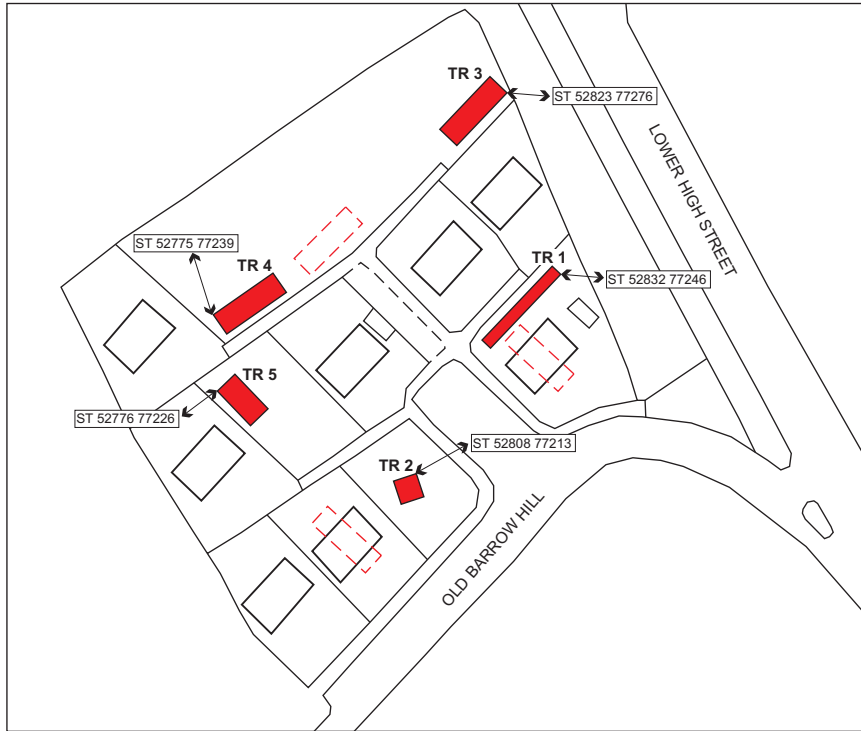 TR 3
ST 52823 77276
LOWER HIGH STREET
ST 52775 77239
TR 4
TR 1
ST 52832 77246
TR 5
ST 52776 77226
ST 52808 77213
TR 2
OLD BARROW HILL